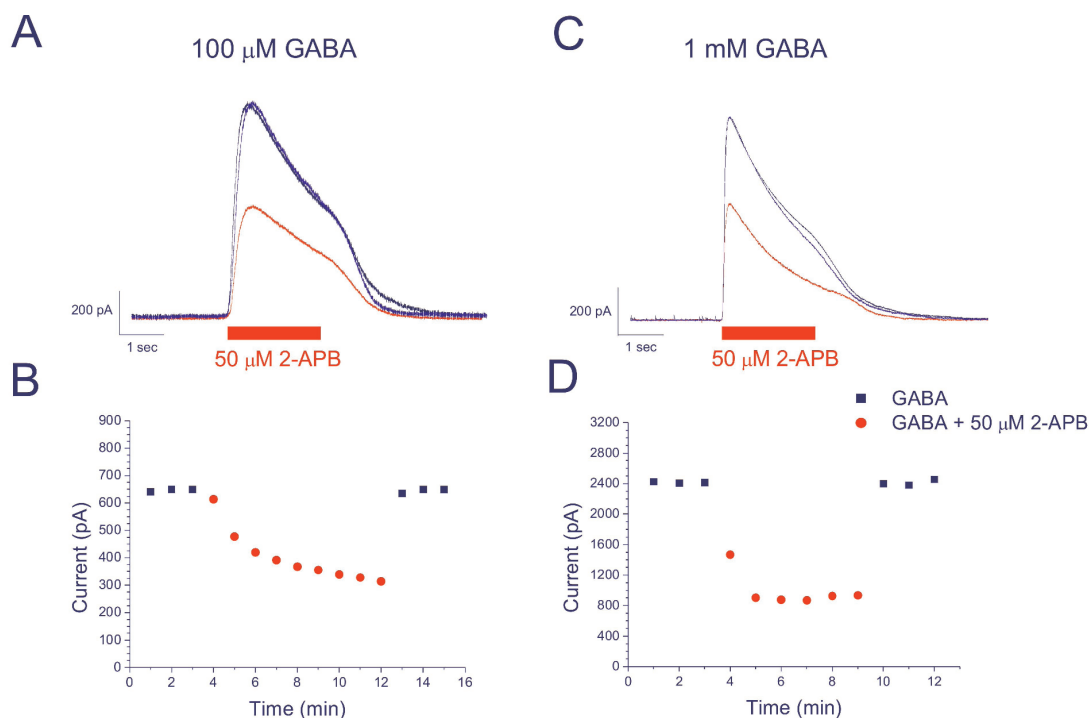 A
100 µM GABA
200 pA
1 sec
50 µM 2-APB
C
1 mM GABA
200 pA
1 sec
50 µM 2-APB
B
900
800
700
600
500
400
300
200
100
0
Current (pA)
0 2 4 6 8 10 12 14 16
Time (min)
D
GABA
GABA + 50 µM 2-APB
3200
2800
2400
2000
1600
1200
800
400
0
Current (pA)
0 2 4 6 8 10 12
Time (min)